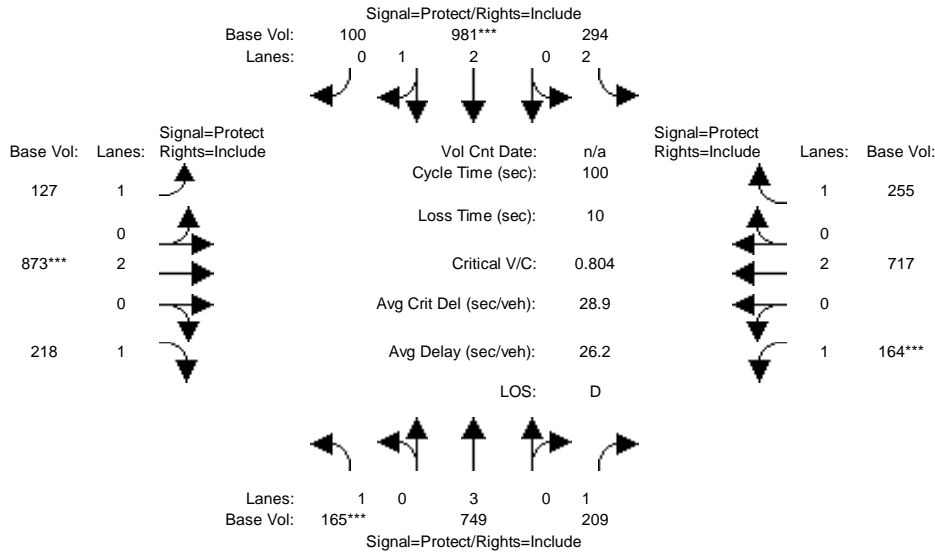 Signal=Protect/Rights=Include
Base Vol: 100 981*** 294
Lanes: 0 1 2 0 2
Signal=Protect
Base Vol: Lanes: Rights=Include
Vol Cnt Date: n/a
Signal=Protect
Rights=Include Lanes: Base Vol:
Cycle Time (sec): 100
127 1
1 255
Loss Time (sec): 10
0
0
873*** 2
Critical V/C: 0.804
2 717
0
Avg Crit Del (sec/veh): 28.9
0
218 1
Avg Delay (sec/veh): 26.2
1 164***
LOS: D
Lanes: 1 0 3 0 1
Base Vol: 165*** 749 209
Signal=Protect/Rights=Include